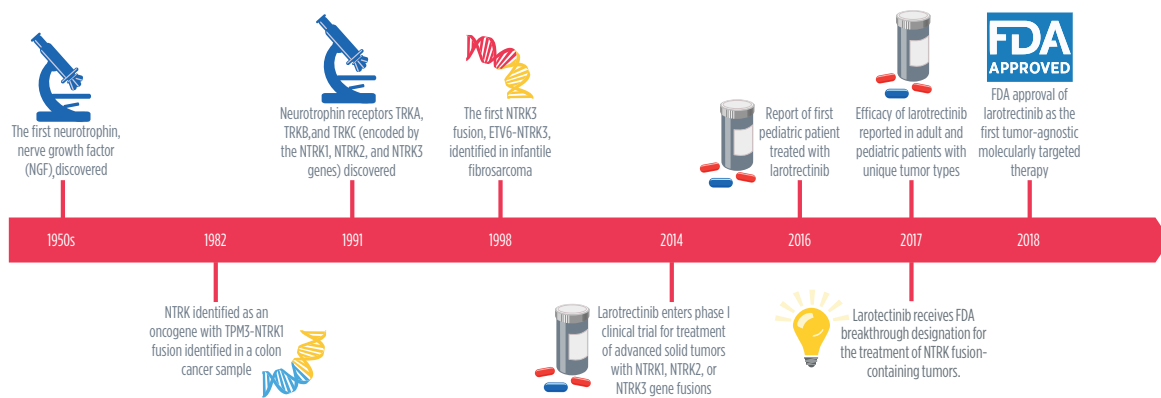 The first neurotrophin,
nerve growth factor
(NGF),discovered
Neurotrophin receptors TRKA,
TRKB,and TRKC (encoded by
the NTRK1, NTRK2, and NTRK3
genes) discovered
The first NTRK3
fusion, ETV6-NTRK3,
identified in infantile
fibrosarcoma
Report of first
pediatric patient
treated with
larotrectinib
Efficacy of larotrectinib
reported in adult and
pediatric patients with
unique tumor types
FDA
APPROVED
FDA approval of
larotrectinib as the
first tumor-agnostic
molecularly targeted
therapy
1950s
1982
1991
1998
2014
2016
2017
2018
NTRK identified as an
oncogene with TPM3-NTRK1
fusion identified in a colon
cancer sample
Larotrectinib enters phase I
clinical trial for treatment
of advanced solid tumors
with NTRK1, NTRK2, or
NTRK3 gene fusions
Larotectinib receives FDA
breakthrough designation for
the treatment of NTRK fusion-
containing tumors.